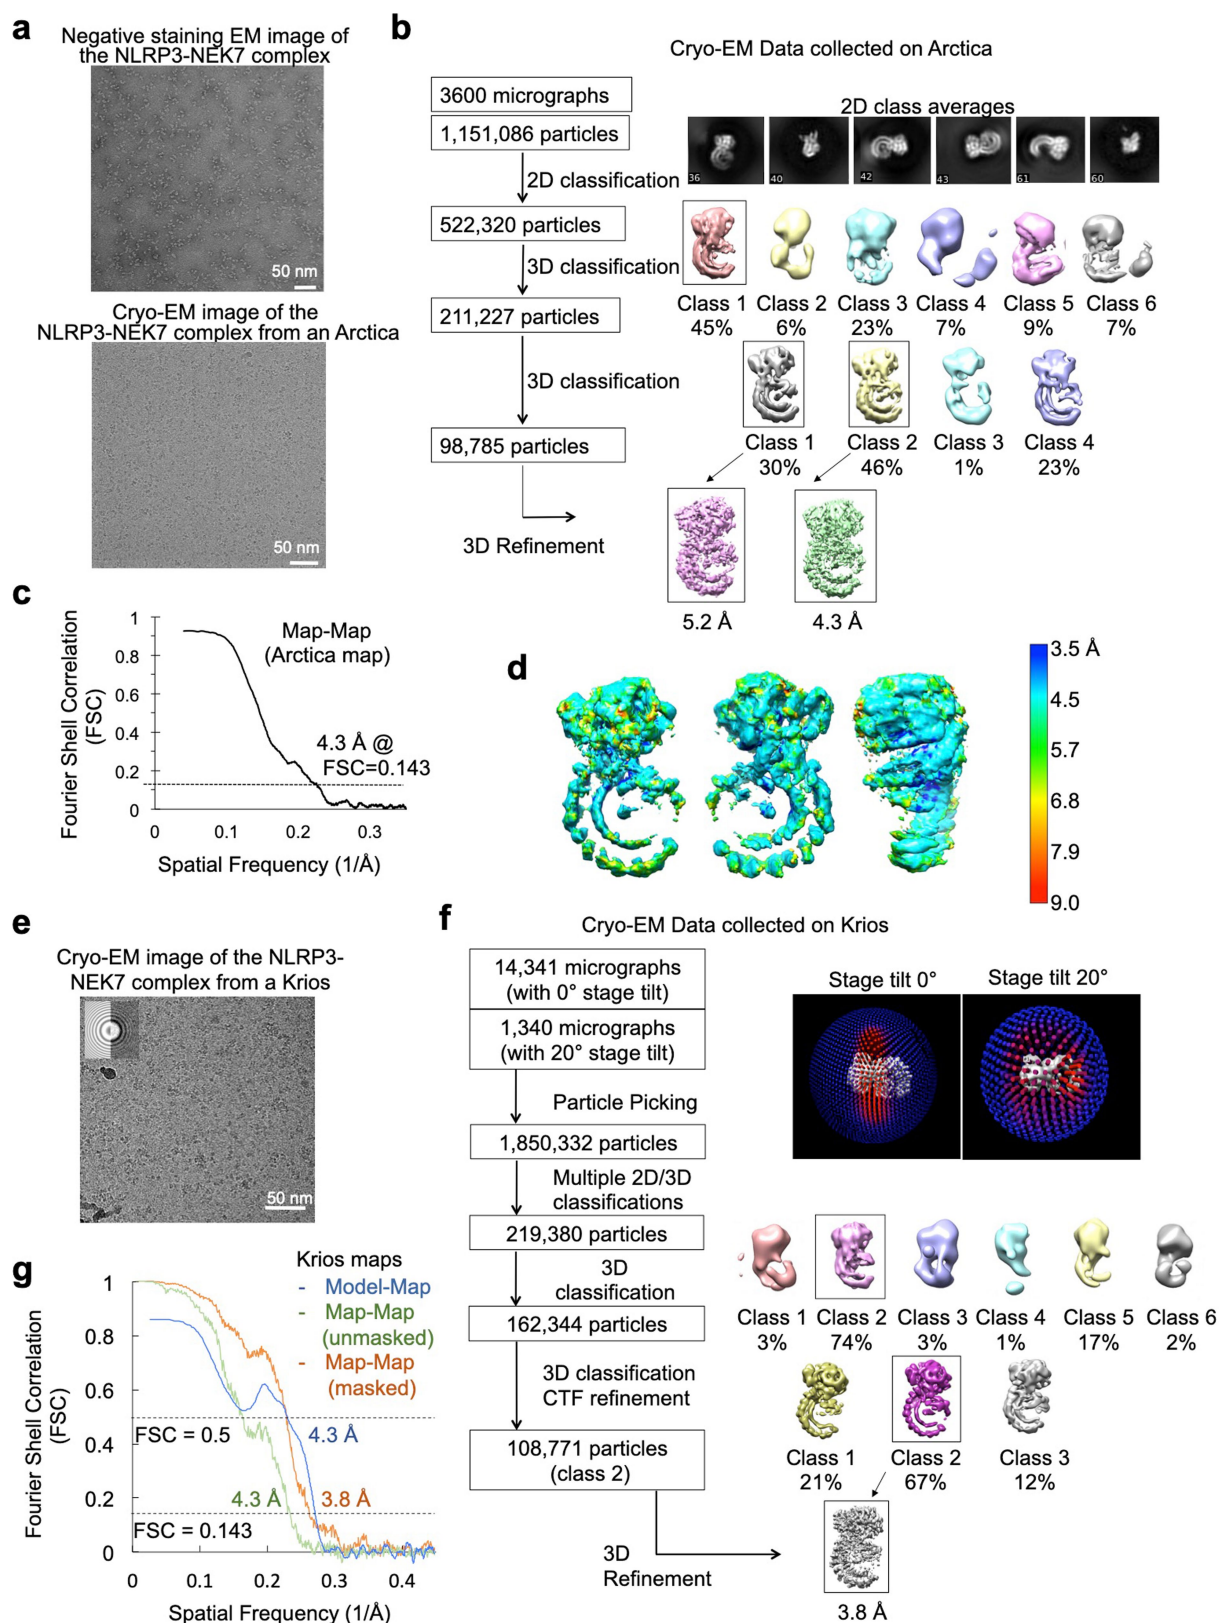 a
Negative staining EM image of
the NLRP3-NEK7 complex
50 nm
Cryo-EM image of the
NLRP3-NEK7 complex from an Arctica
50 nm
b
Cryo-EM Data collected on Arctica
3600 micrographs
1,151,086 particles
2D classification
522,320 particles
3D classification
211,227 particles
3D classification
98,785 particles
3D Refinement
2D class averages
36 40 42 43 61 60
Class 1 Class 2 Class 3 Class 4 Class 5 Class 6
45% 6% 23% 7% 9% 7%
Class 1 Class 2 Class 3 Class 4
30% 46% 1% 23%
5.2 Å 4.3 Å
c
Fourier Shell Correlation
(FSC)
1
0.8
0.6
0.4
0.2
0
Map-Map
(Arctica map)
4.3 Å @
FSC=0.143
0 0.1 0.2 0.3
Spatial Frequency (1/Å)
d
3.5 Å
4.5
5.7
6.8
7.9
9.0
e
Cryo-EM image of the NLRP3-
NEK7 complex from a Krios
50 nm
f
Cryo-EM Data collected on Krios
14,341 micrographs
(with 0° stage tilt)
1,340 micrographs
(with 20° stage tilt)
Particle Picking
1,850,332 particles
Multiple 2D/3D
classifications
219,380 particles
3D
classification
162,344 particles
3D classification
CTF refinement
108,771 particles
(class 2)
3D
Refinement
Stage tilt 0° Stage tilt 20°
Class 1 Class 2 Class 3 Class 4 Class 5 Class 6
3% 74% 3% 1% 17% 2%
Class 1 Class 2 Class 3
21% 67% 12%
3.8 Å
g
Fourier Shell Correlation
(FSC)
1
0.8
0.6
0.4
0.2
0
Krios maps
- Model-Map
- Map-Map
(unmasked)
- Map-Map
(masked)
FSC = 0.5
4.3 Å
4.3 Å 3.8 Å
FSC = 0.143
0 0.1 0.2 0.3 0.4
Spatial Frequency (1/Å)